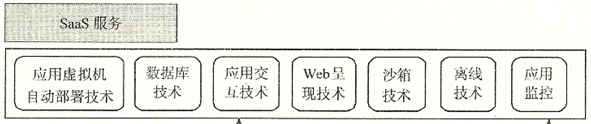 SaaS 服务
应用虚拟机
自动部署技术
数据库
技术
应用交
互技术
Web呈
现技术
沙箱
技术
离线
技术
应用
监控